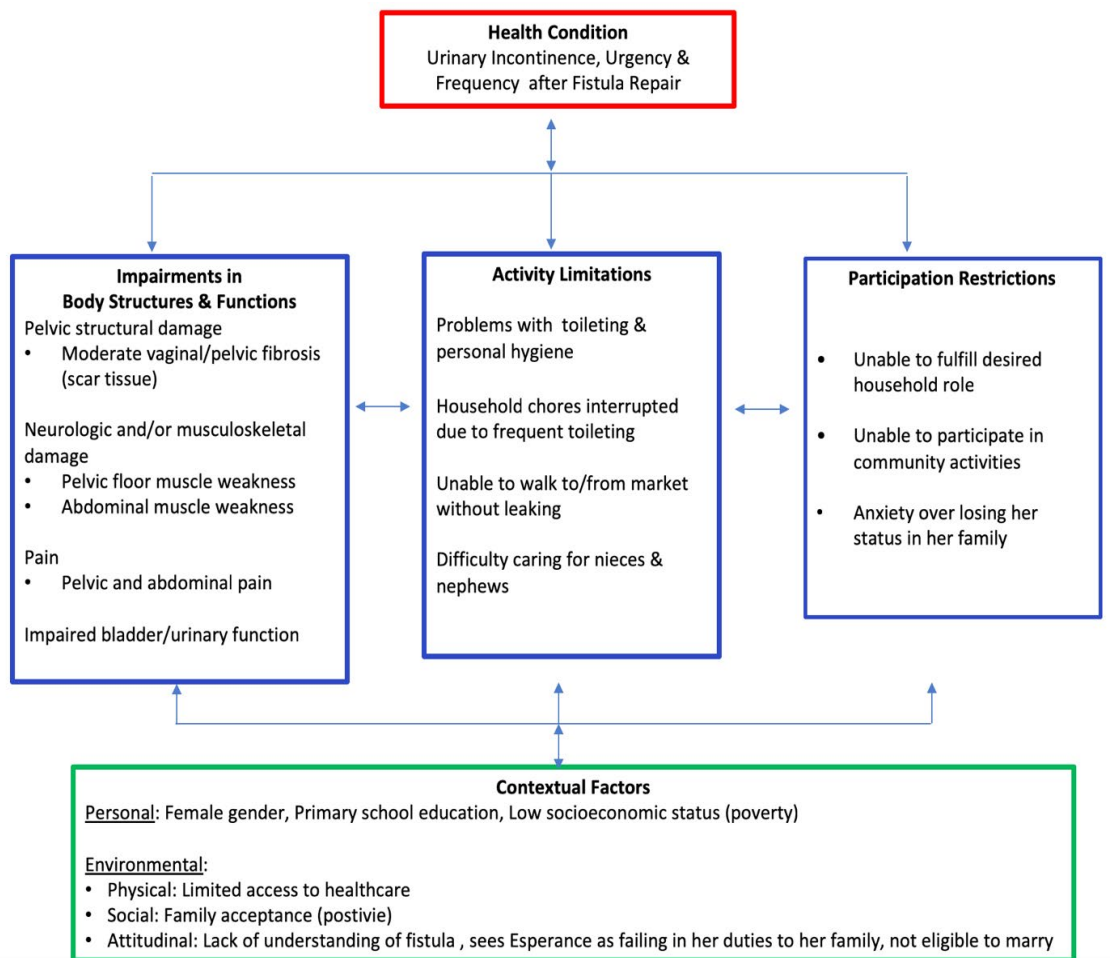 Health Condition
Urinary Incontinence, Urgency &
Frequency after Fistula Repair
Impairments in
Body Structures & Functions
Pelvic structural damage
• Moderate vaginal/pelvic fibrosis
(scar tissue)
Neurologic and/or musculoskeletal
damage
• Pelvic floor muscle weakness
• Abdominal muscle weakness
Pain
• Pelvic and abdominal pain
Impaired bladder/urinary function
Activity Limitations
Problems with toileting &
personal hygiene
Household chores interrupted
due to frequent toileting
Unable to walk to/from market
without leaking
Difficulty caring for nieces &
nephews
Participation Restrictions
• Unable to fulfill desired
household role
• Unable to participate in
community activities
• Anxiety over losing her
status in her family
Contextual Factors
Personal: Female gender, Primary school education, Low socioeconomic status (poverty)
Environmental:
• Physical: Limited access to healthcare
• Social: Family acceptance (postivie)
• Attitudinal: Lack of understanding of fistula , sees Esperance as failing in her duties to her family, not eligible to marry